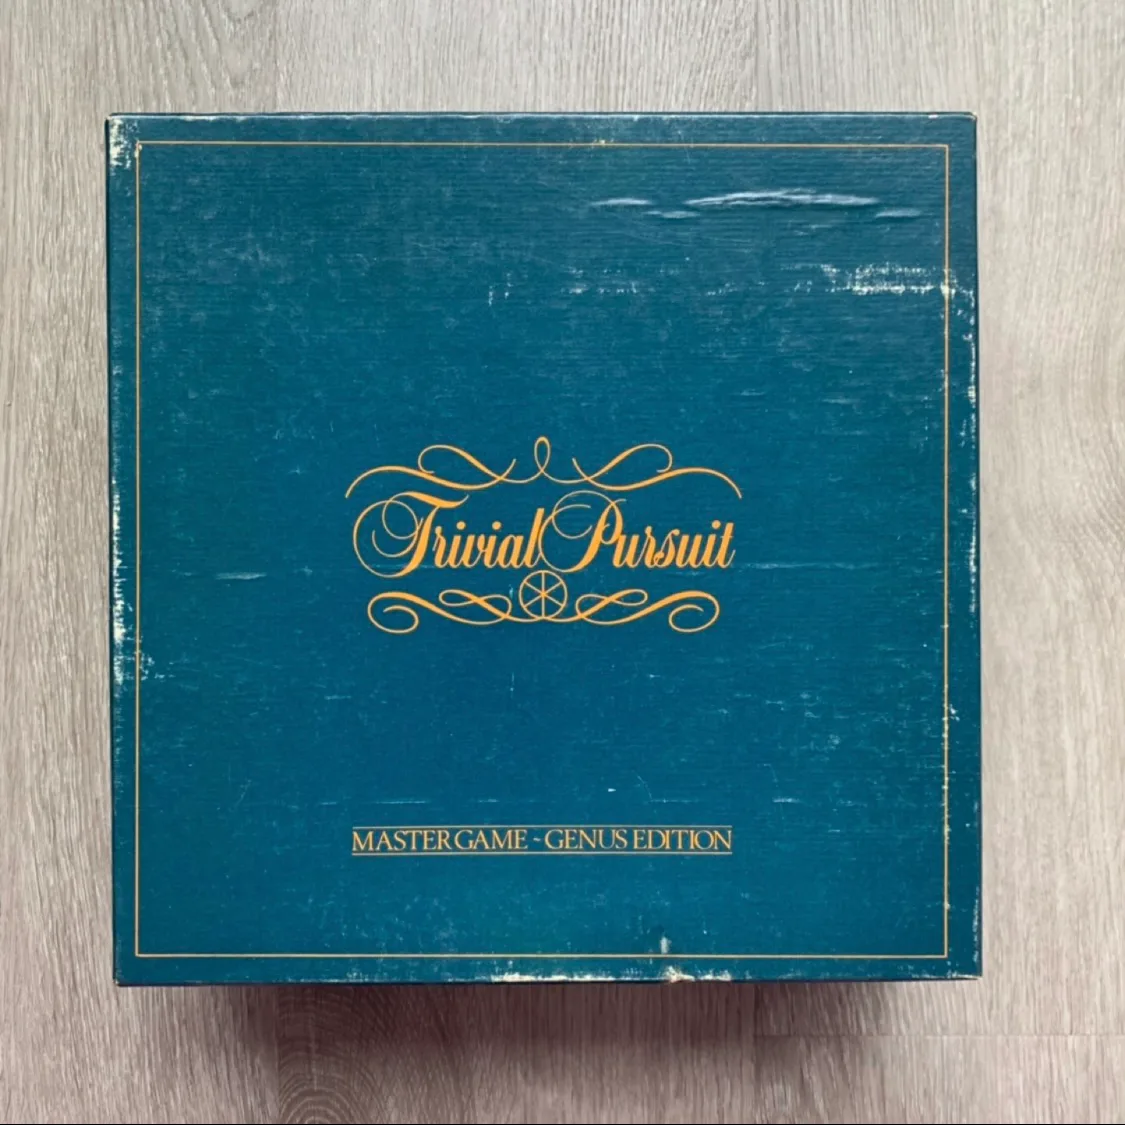 Trivial Pursuit
MASTER GAME - GENUS EDITION